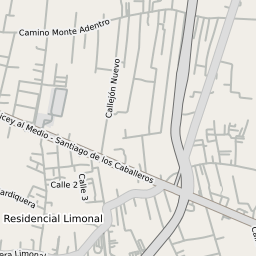 Camino Monte Adentro
Callejón Nuevo
icey al Medio - Santiago de los Caballeros
Calle 2
Calle 3
ardiquera
Residencial Limonal
era Limonal
Call